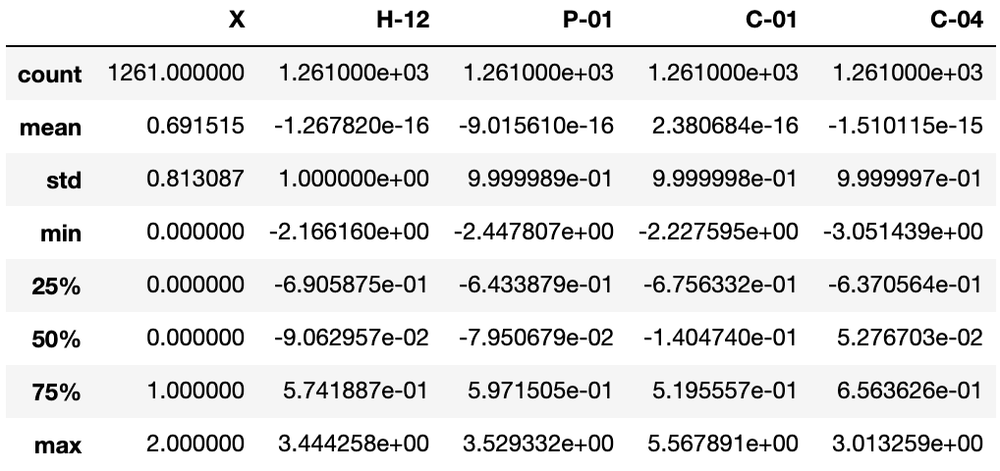 X H-12 P-01 C-01 C-04
count 1261.000000 1.261000e+03 1.261000e+03 1.261000e+03 1.261000e+03
mean 0.691515 -1.267820e-16 -9.015610e-16 2.380684e-16 -1.510115e-15
std 0.813087 1.000000e+00 9.999989e-01 9.999998e-01 9.999997e-01
min 0.000000 -2.166160e+00 -2.447807e+00 -2.227595e+00 -3.051439e+00
25% 0.000000 -6.905875e-01 -6.433879e-01 -6.756332e-01 -6.370564e-01
50% 0.000000 -9.062957e-02 -7.950679e-02 -1.404740e-01 5.276703e-02
75% 1.000000 5.741887e-01 5.971505e-01 5.195557e-01 6.563626e-01
max 2.000000 3.444258e+00 3.529332e+00 5.567891e+00 3.013259e+00